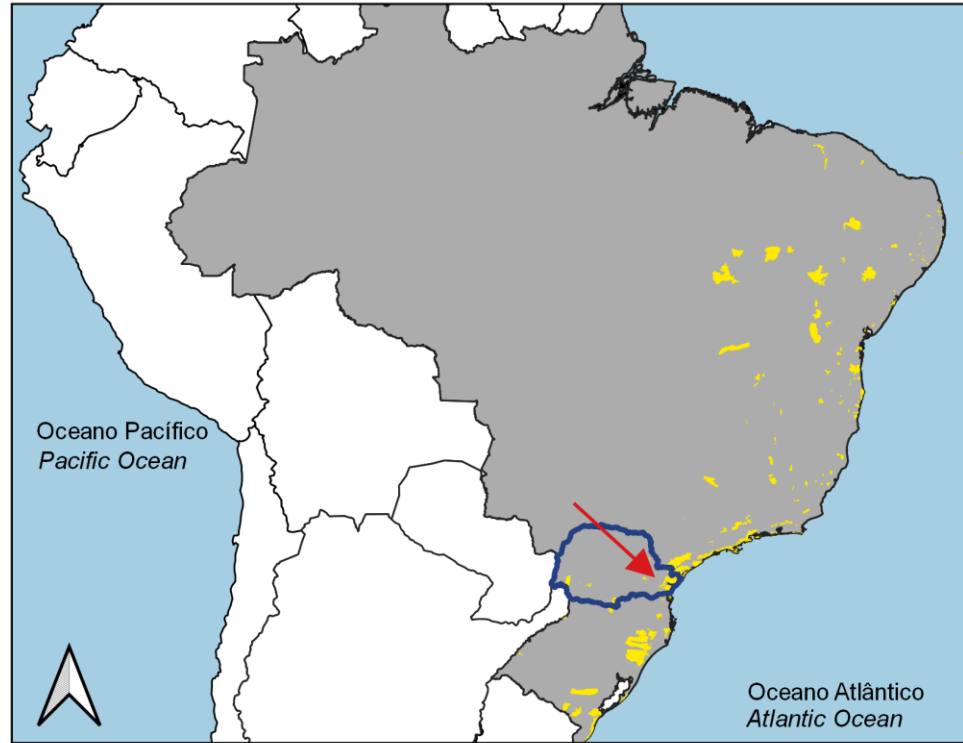 Oceano Pacífico
Pacific Ocean
Oceano Atlântico
Atlantic Ocean